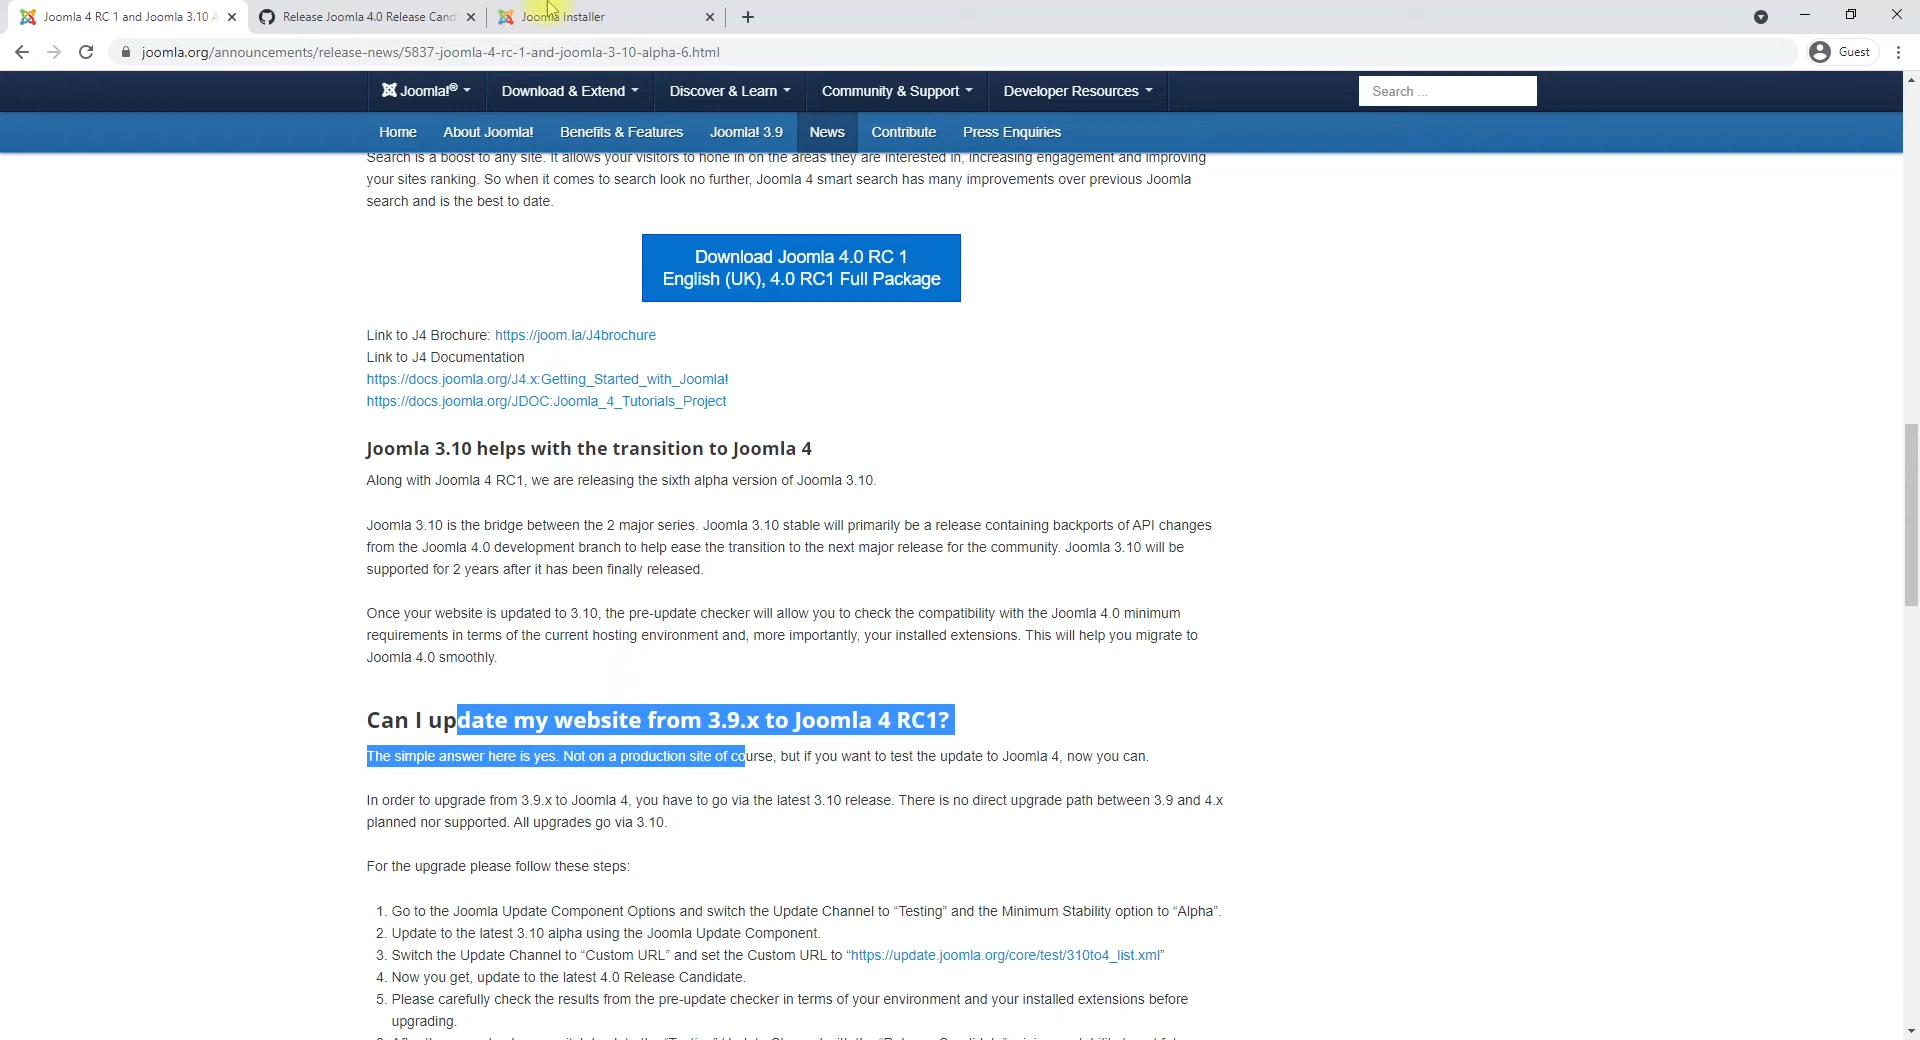 Joomla 4 RC 1 and Joomla 3.10 A
Release Joomla 4.0 Release Cand
Joomla Installer
joomla.org/announcements/release-news/5837-joomla-4-rc-1-and-joomla-3-10-alpha-6.html
Guest
Joomla!® Download & Extend Discover & Learn Community & Support Developer Resources Search ...
Home About Joomla! Benefits & Features Joomla! 3.9 News Contribute Press Enquiries
Search is a boost to any site. It allows your visitors to hone in on the areas they are interested in, increasing engagement and improving
your sites ranking. So when it comes to search look no further, Joomla 4 smart search has many improvements over previous Joomla
search and is the best to date.
Download Joomla 4.0 RC 1
English (UK), 4.0 RC1 Full Package
Link to J4 Brochure: https://joom.la/J4brochure
Link to J4 Documentation
https://docs.joomla.org/J4.x:Getting_Started_with_Joomla!
https://docs.joomla.org/JDOC:Joomla_4_Tutorials_Project
Joomla 3.10 helps with the transition to Joomla 4
Along with Joomla 4 RC1, we are releasing the sixth alpha version of Joomla 3.10.
Joomla 3.10 is the bridge between the 2 major series. Joomla 3.10 stable will primarily be a release containing backports of API changes
from the Joomla 4.0 development branch to help ease the transition to the next major release for the community. Joomla 3.10 will be
supported for 2 years after it has been finally released.
Once your website is updated to 3.10, the pre-update checker will allow you to check the compatibility with the Joomla 4.0 minimum
requirements in terms of the current hosting environment and, more importantly, your installed extensions. This will help you migrate to
Joomla 4.0 smoothly.
Can I update my website from 3.9.x to Joomla 4 RC1?
The simple answer here is yes. Not on a production site of course, but if you want to test the update to Joomla 4, now you can.
In order to upgrade from 3.9.x to Joomla 4, you have to go via the latest 3.10 release. There is no direct upgrade path between 3.9 and 4.x
planned nor supported. All upgrades go via 3.10.
For the upgrade please follow these steps:
1. Go to the Joomla Update Component Options and switch the Update Channel to “Testing” and the Minimum Stability option to “Alpha”.
2. Update to the latest 3.10 alpha using the Joomla Update Component.
3. Switch the Update Channel to “Custom URL” and set the Custom URL to “https://update.joomla.org/core/test/310to4_list.xml”
4. Now you get, update to the latest 4.0 Release Candidate.
5. Please carefully check the results from the pre-update checker in terms of your environment and your installed extensions before
upgrading.